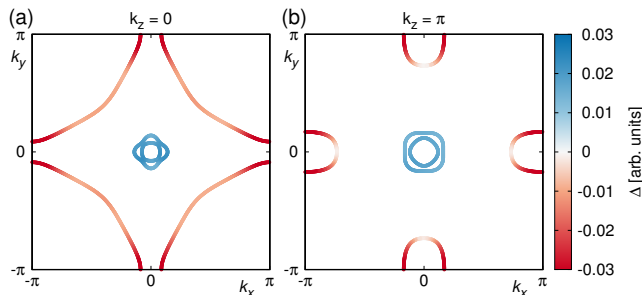 (a) k_z = 0
(b) k_z = π
π
k_y
0
-π
-π 0 k_x π
π
k_y
0
-π
-π 0 k_x π
0.03
0.02
0.01
0
-0.01
-0.02
-0.03
Δ [arb. units]